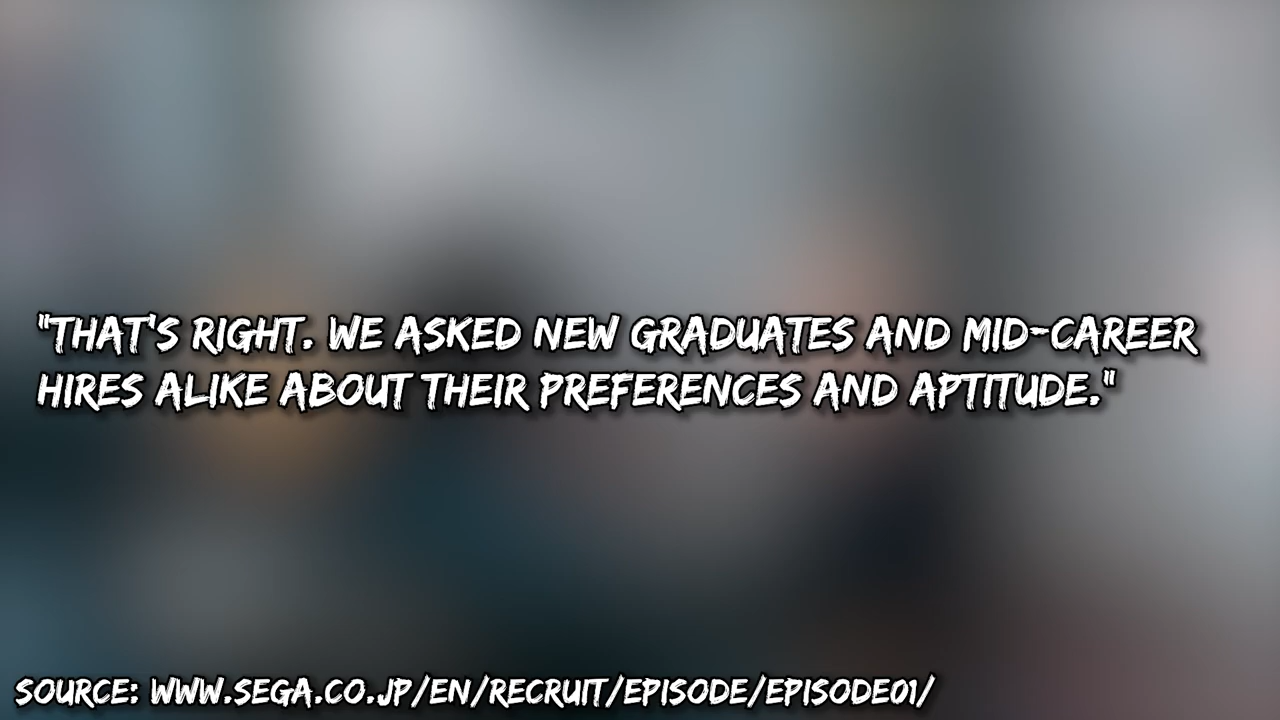 "THAT'S RIGHT. WE ASKED NEW GRADUATES AND MID-CAREER
HIRES ALIKE ABOUT THEIR PREFERENCES AND APTITUDE."
SOURCE: WWW.SEGA.CO.JP/EN/RECRUIT/EPISODE/EPISODE01/